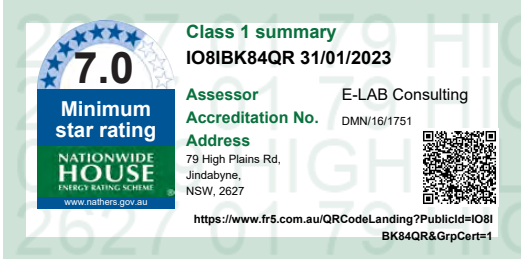 7.0
Minimum
star rating
NATIONWIDE
HOUSE
ENERGY RATING SCHEME
®
www.nathers.gov.au
Class 1 summary
IO8IBK84QR 31/01/2023
Assessor E-LAB Consulting
Accreditation No. DMN/16/1751
Address
79 High Plains Rd,
Jindabyne,
NSW, 2627
https://www.fr5.com.au/QRCodeLanding?PublicId=IO8I
BK84QR&GrpCert=1